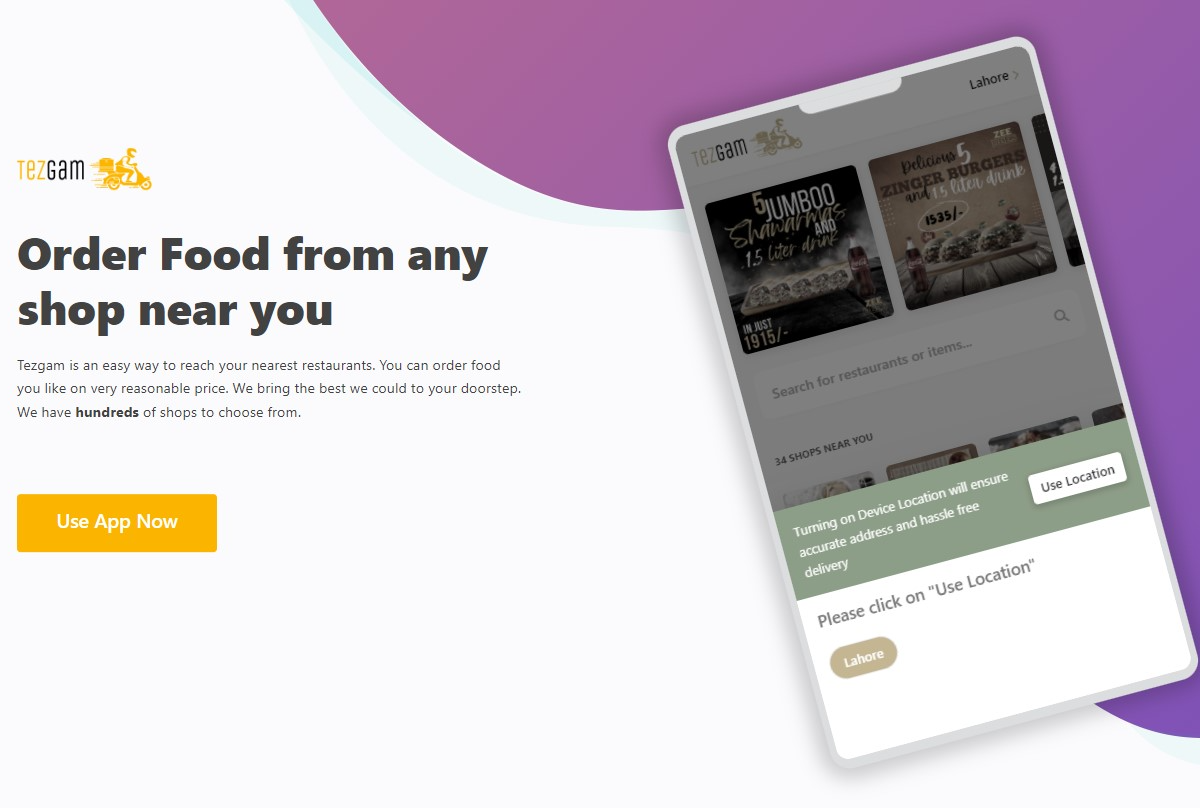 TEZGAM
Order Food from any
shop near you
Tezgam is an easy way to reach your nearest restaurants. You can order food
you like on very reasonable price. We bring the best we could to your doorstep.
We have hundreds of shops to choose from.
Use App Now
TEZGAM
Lahore
5 JUMBOO
Shawarmas
AND
1.5 liter drink
IN JUST
1915/-
ZEE
ZEE
Delicious 5
ZINGER BURGERS
and 1.5 liter drink
1535/-
Search for restaurants or items...
34 SHOPS NEAR YOU
Turning on Device Location will ensure
accurate address and hassle free
delivery
Use Location
Please click on "Use Location"
Lahore